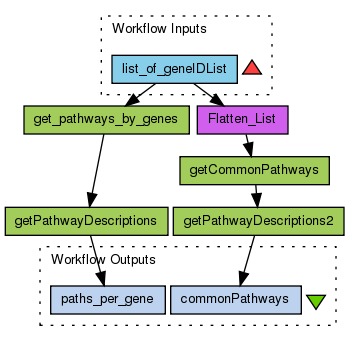 Workflow Inputs
list_of_geneIDList
get_pathways_by_genes
Flatten_List
getCommonPathways
getPathwayDescriptions
getPathwayDescriptions2
Workflow Outputs
paths_per_gene
commonPathways